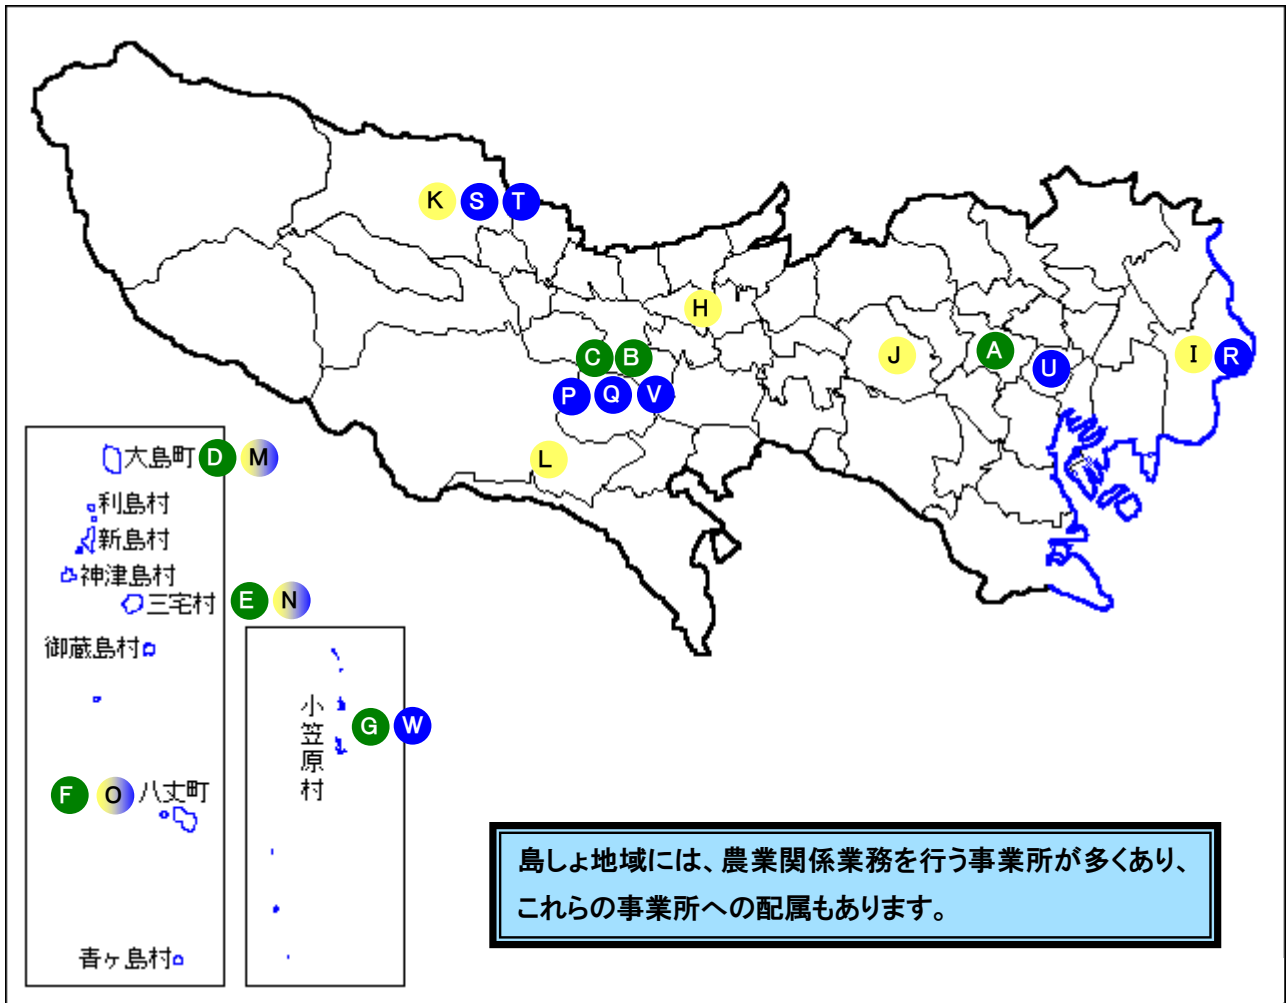 K S T
H
C B
J
A
U
I R
P Q V
L
大島町 D M
利島村
新島村
神津島村
三宅村 E N
御蔵島村
小笠原村
G W
F O 八丈町
青ヶ島村
島しょ地域には、農業関係業務を行う事業所が多くあり、
これらの事業所への配属もあります。